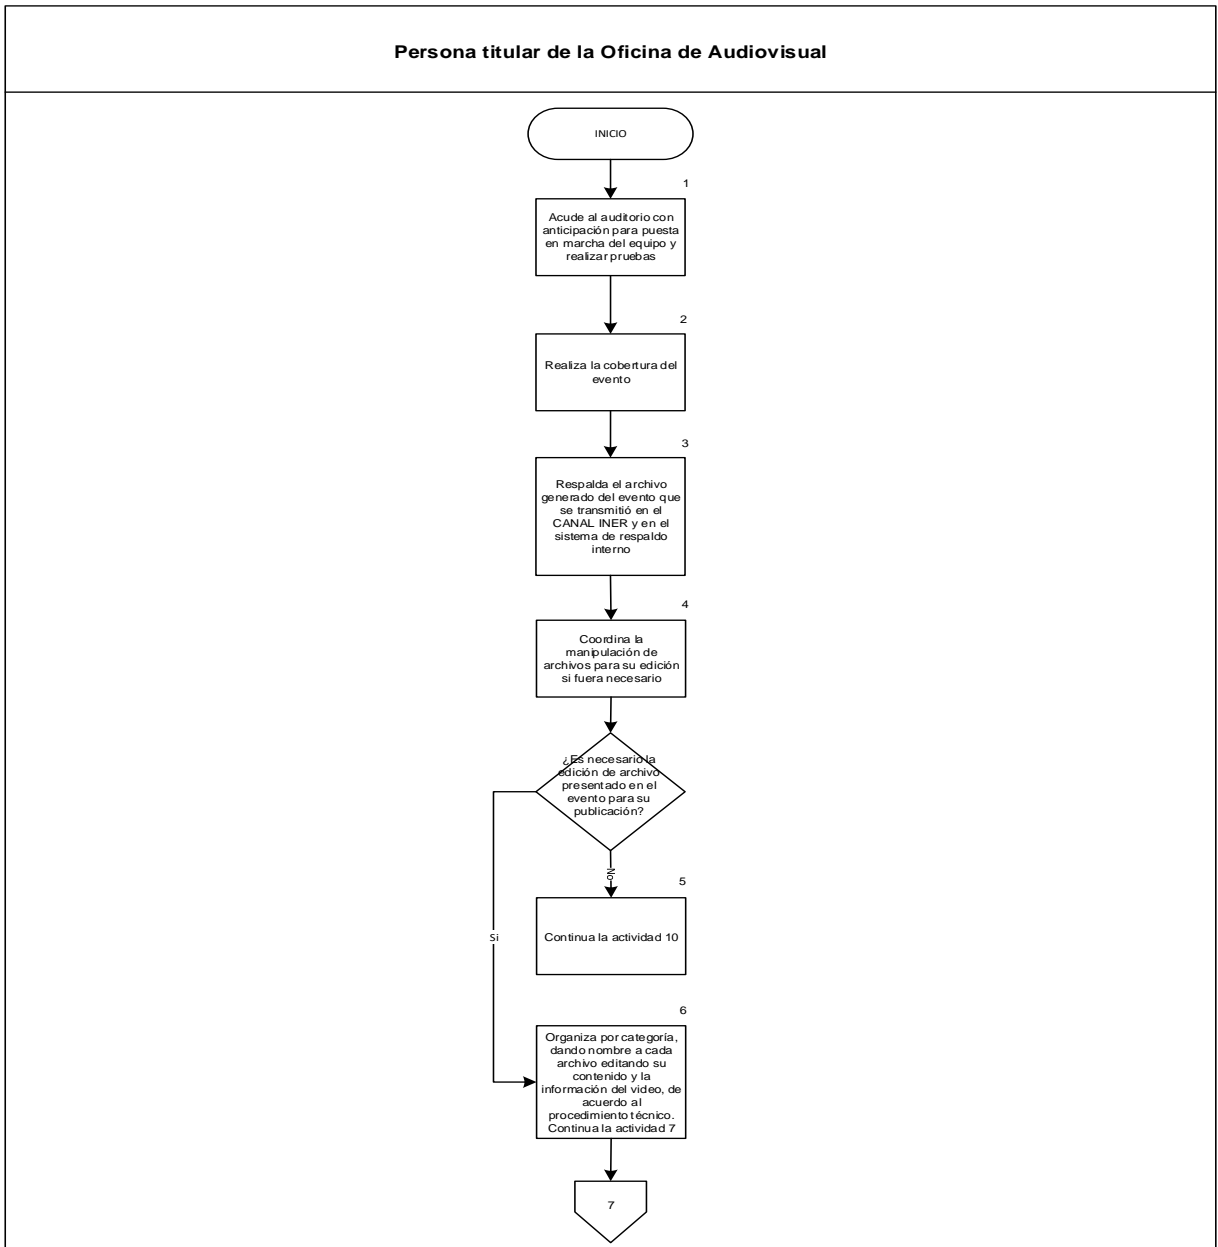 Persona titular de la Oficina de Audiovisual
INICIO
1
Acude al auditorio con
anticipación para puesta
en marcha del equipo y
realizar pruebas
2
Realiza la cobertura del
evento
3
Respalda el archivo
generado del evento que
se transmitió en el
CANAL INER y en el
sistema de respaldo
interno
4
Coordina la
manipulación de
archivos para su edición
si fuera necesario
¿Es necesario la
edición de archivo
presentado en el
evento para su
publicación?
No
5
Continua la actividad 10
Si
6
Organiza por categoría,
dando nombre a cada
archivo editando su
contenido y la
información del video, de
acuerdo al
procedimiento técnico.
Continua la actividad 7
7